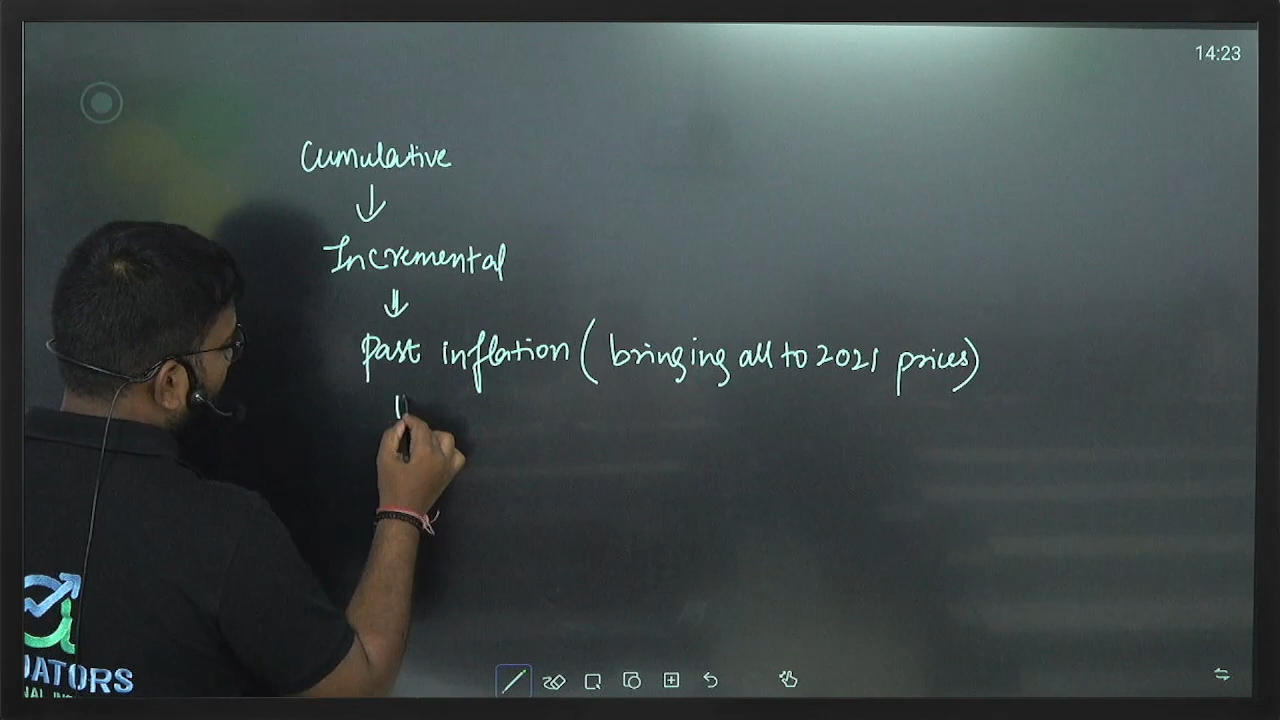 14:23
Cumulative
↓
Incremental
↓
Past inflation (bringing all to 2021 prices)